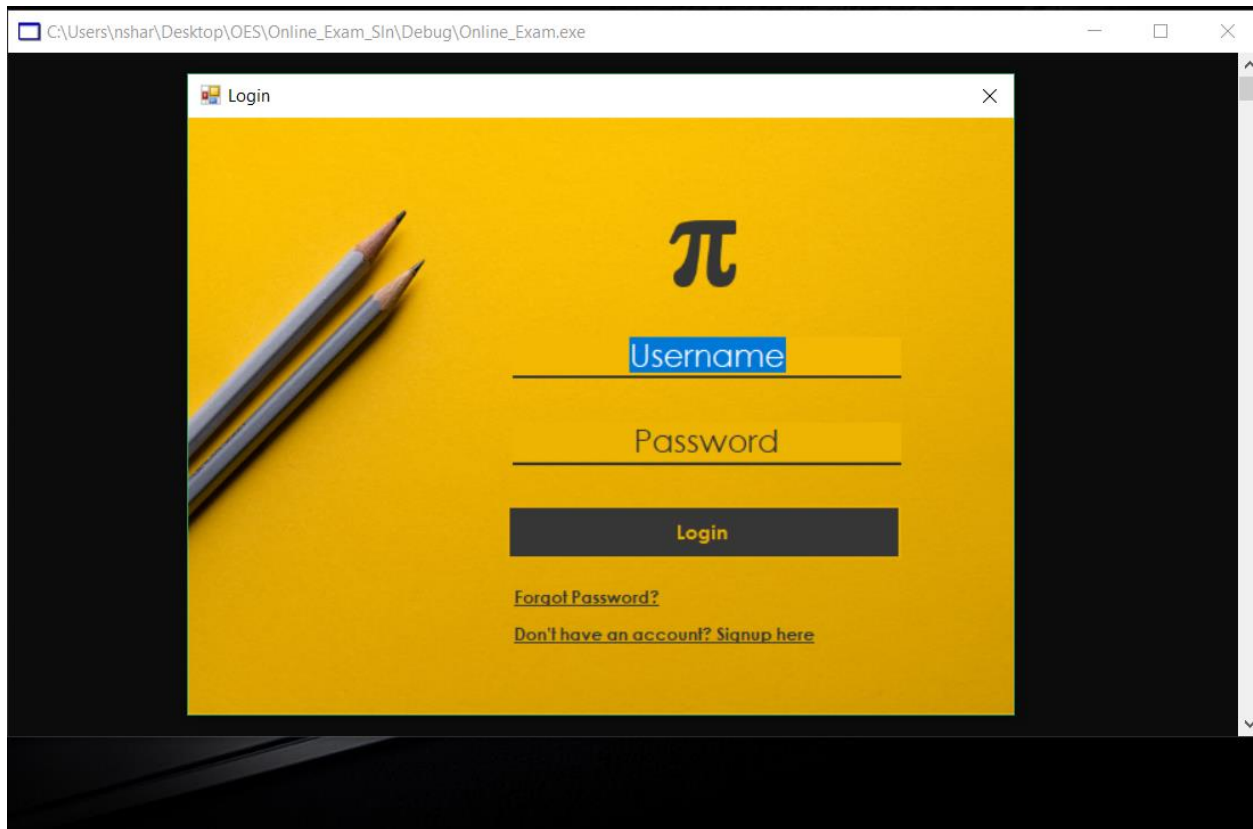 C:\Users\nshar\Desktop\OES\Online_Exam_Sln\Debug\Online_Exam.exe
Login
π
Username
Password
Login
Forgot Password?
Don't have an account? Signup here